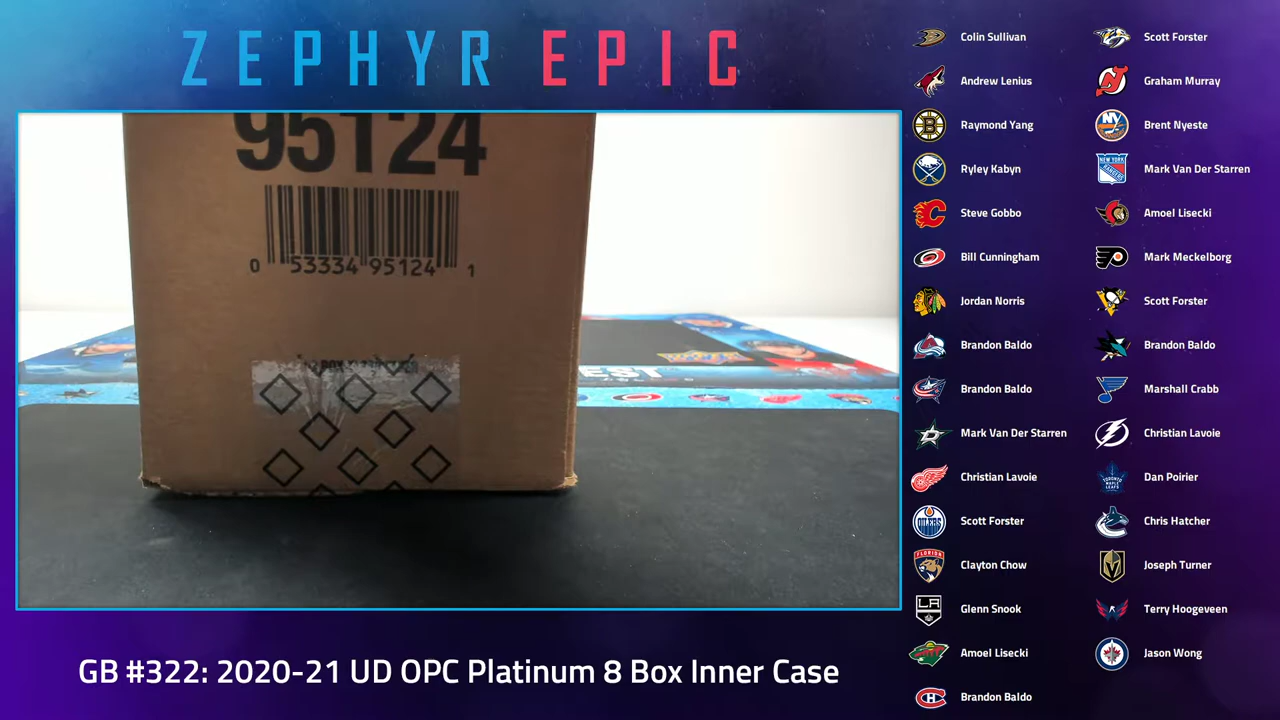 ZEPHYR EPIC
95124
0 53334 95124 1
GB #322: 2020-21 UD OPC Platinum 8 Box Inner Case
Colin Sullivan
Andrew Lenius
Raymond Yang
Ryley Kabyn
Steve Gobbo
Bill Cunningham
Jordan Norris
Brandon Baldo
Brandon Baldo
Mark Van Der Starren
Christian Lavoie
Scott Forster
Clayton Chow
Glenn Snook
Amoel Lisecki
Brandon Baldo
Scott Forster
Graham Murray
Brent Nyeste
Mark Van Der Starren
Amoel Lisecki
Mark Meckelborg
Scott Forster
Brandon Baldo
Marshall Crabb
Christian Lavoie
Dan Poirier
Chris Hatcher
Joseph Turner
Terry Hoogeveen
Jason Wong